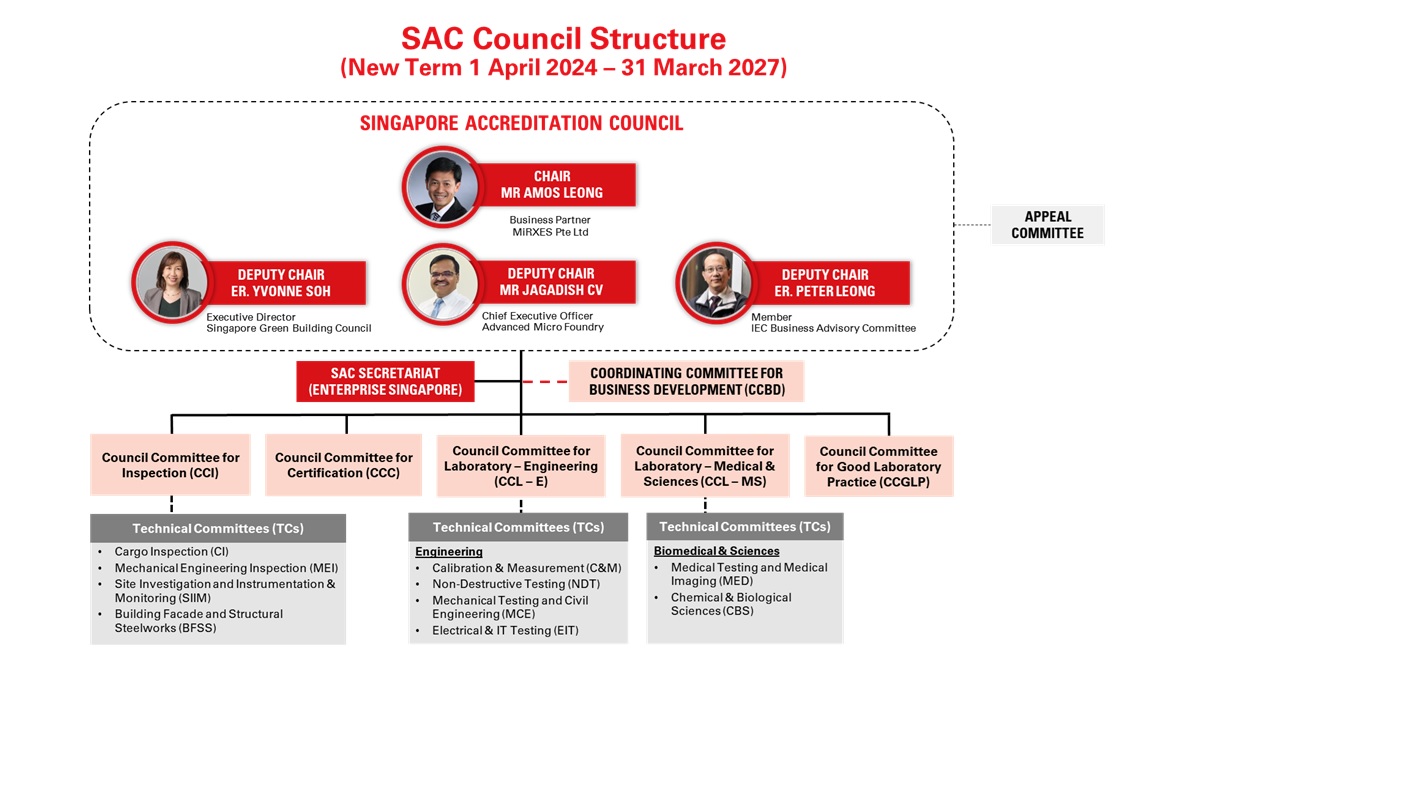 SAC Council Structure
(New Term 1 April 2024 – 31 March 2027)
SINGAPORE ACCREDITATION COUNCIL
CHAIR
MR AMOS LEONG
Business Partner
MiRXES Pte Ltd
APPEAL
COMMITTEE
DEPUTY CHAIR
ER. YVONNE SOH
Executive Director
Singapore Green Building Council
DEPUTY CHAIR
MR JAGADISH CV
Chief Executive Officer
Advanced Micro Foundry
DEPUTY CHAIR
ER. PETER LEONG
Member
IEC Business Advisory Committee
SAC SECRETARIAT
(ENTERPRISE SINGAPORE)
COORDINATING COMMITTEE FOR
BUSINESS DEVELOPMENT (CCBD)
Council Committee for
Inspection (CCI)
Council Committee for
Certification (CCC)
Council Committee for
Laboratory – Engineering
(CCL – E)
Council Committee for
Laboratory – Medical &
Sciences (CCL – MS)
Council Committee
for Good Laboratory
Practice (CCGLP)
Technical Committees (TCs)
• Cargo Inspection (CI)
• Mechanical Engineering Inspection (MEI)
• Site Investigation and Instrumentation &
Monitoring (SIIM)
• Building Facade and Structural
Steelworks (BFSS)
Technical Committees (TCs)
Engineering
• Calibration & Measurement (C&M)
• Non-Destructive Testing (NDT)
• Mechanical Testing and Civil
Engineering (MCE)
• Electrical & IT Testing (EIT)
Technical Committees (TCs)
Biomedical & Sciences
• Medical Testing and Medical
Imaging (MED)
• Chemical & Biological
Sciences (CBS)